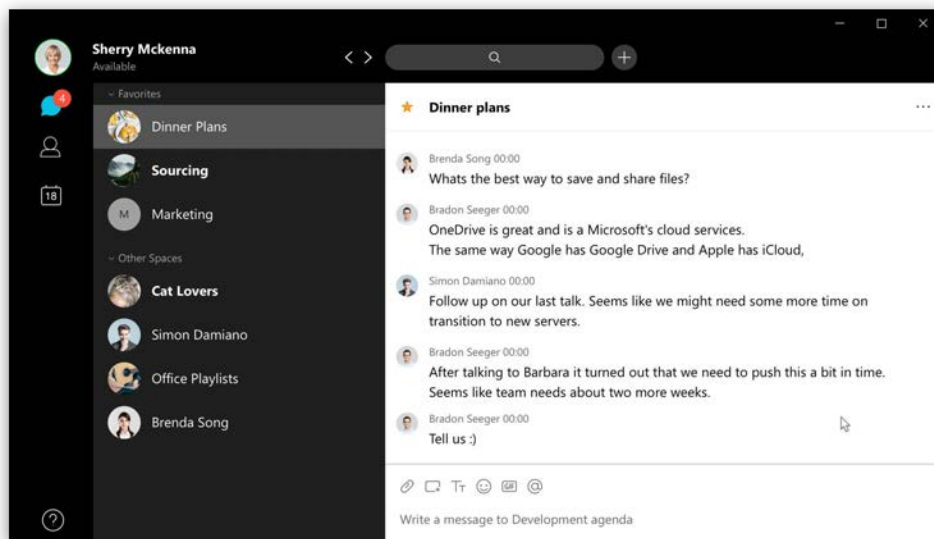 Sherry Mckenna
Available
4
18
Favorites
Dinner Plans
Sourcing
M
Marketing
Other Spaces
Cat Lovers
Simon Damiano
Office Playlists
Brenda Song
Dinner plans
Brenda Song 00:00
Whats the best way to save and share files?
Bradon Seeger 00:00
OneDrive is great and is a Microsoft's cloud services.
The same way Google has Google Drive and Apple has iCloud,
Simon Damiano 00:00
Follow up on our last talk. Seems like we might need some more time on
transition to new servers.
Bradon Seeger 00:00
After talking to Barbara it turned out that we need to push this a bit in time.
Seems like team needs about two more weeks.
Bradon Seeger 00:00
Tell us :)
TT
GIF
@
Write a message to Development agenda
?